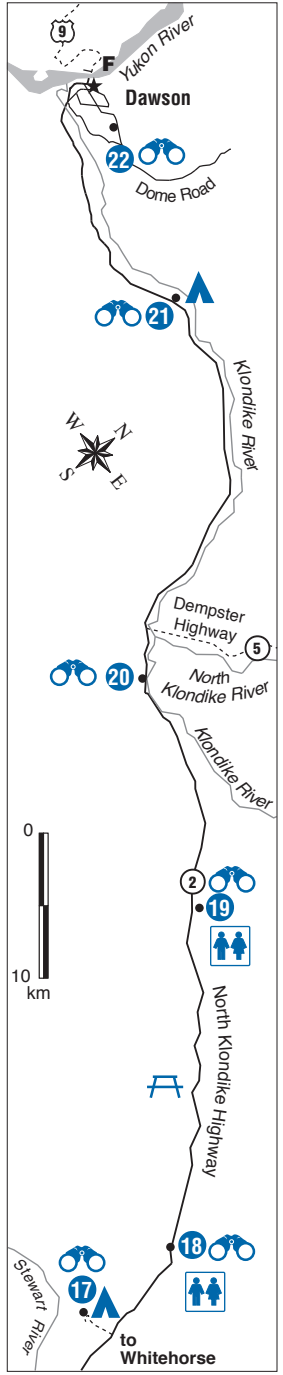 9
F
Yukon River
Dawson
22
Dome Road
21
Klondike River
W
N
S
E
Dempster
Highway
5
20
North
Klondike River
Klondike River
0
2
19
10
km
North Klondike Highway
18
17
Stewart
River
to
Whitehorse